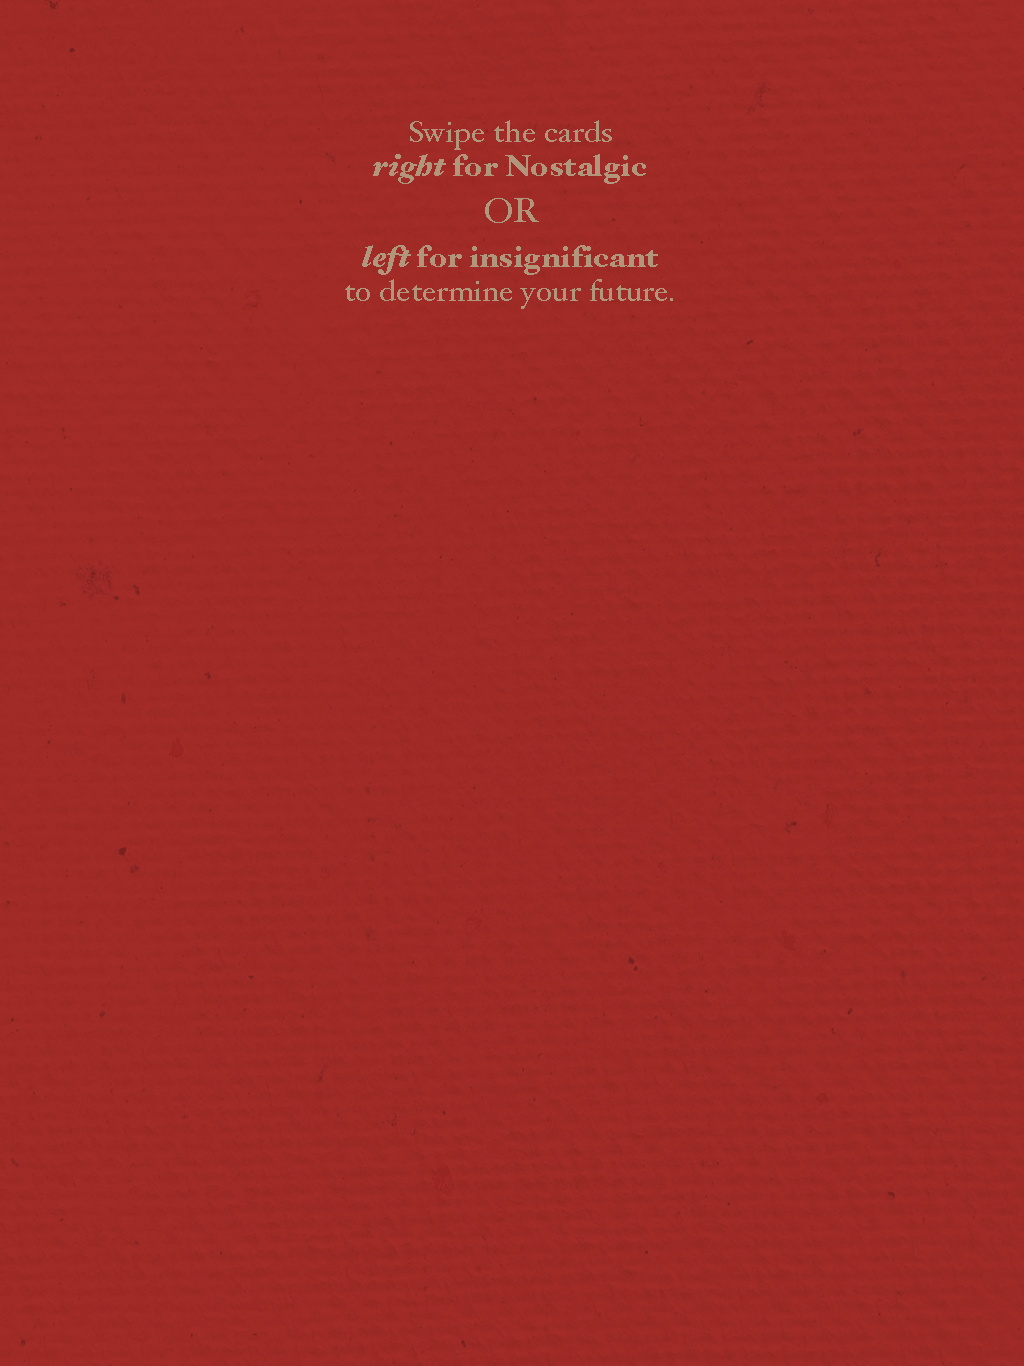 Swipe the cards
right for Nostalgic
OR
left for insignificant
to determine your future.